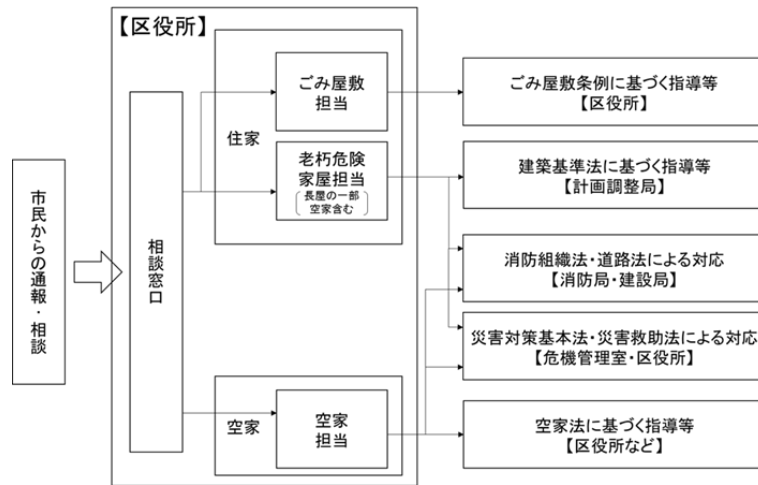 市民からの通報・相談
【区役所】
相談窓口
住家
ごみ屋敷
担当
老朽危険
家屋担当
長屋の一部
空家含む
空家
空家
担当
ごみ屋敷条例に基づく指導等
【区役所】
建築基準法に基づく指導等
【計画調整局】
消防組織法・道路法による対応
【消防局・建設局】
災害対策基本法・災害救助法による対応
【危機管理室・区役所】
空家法に基づく指導等
【区役所など】